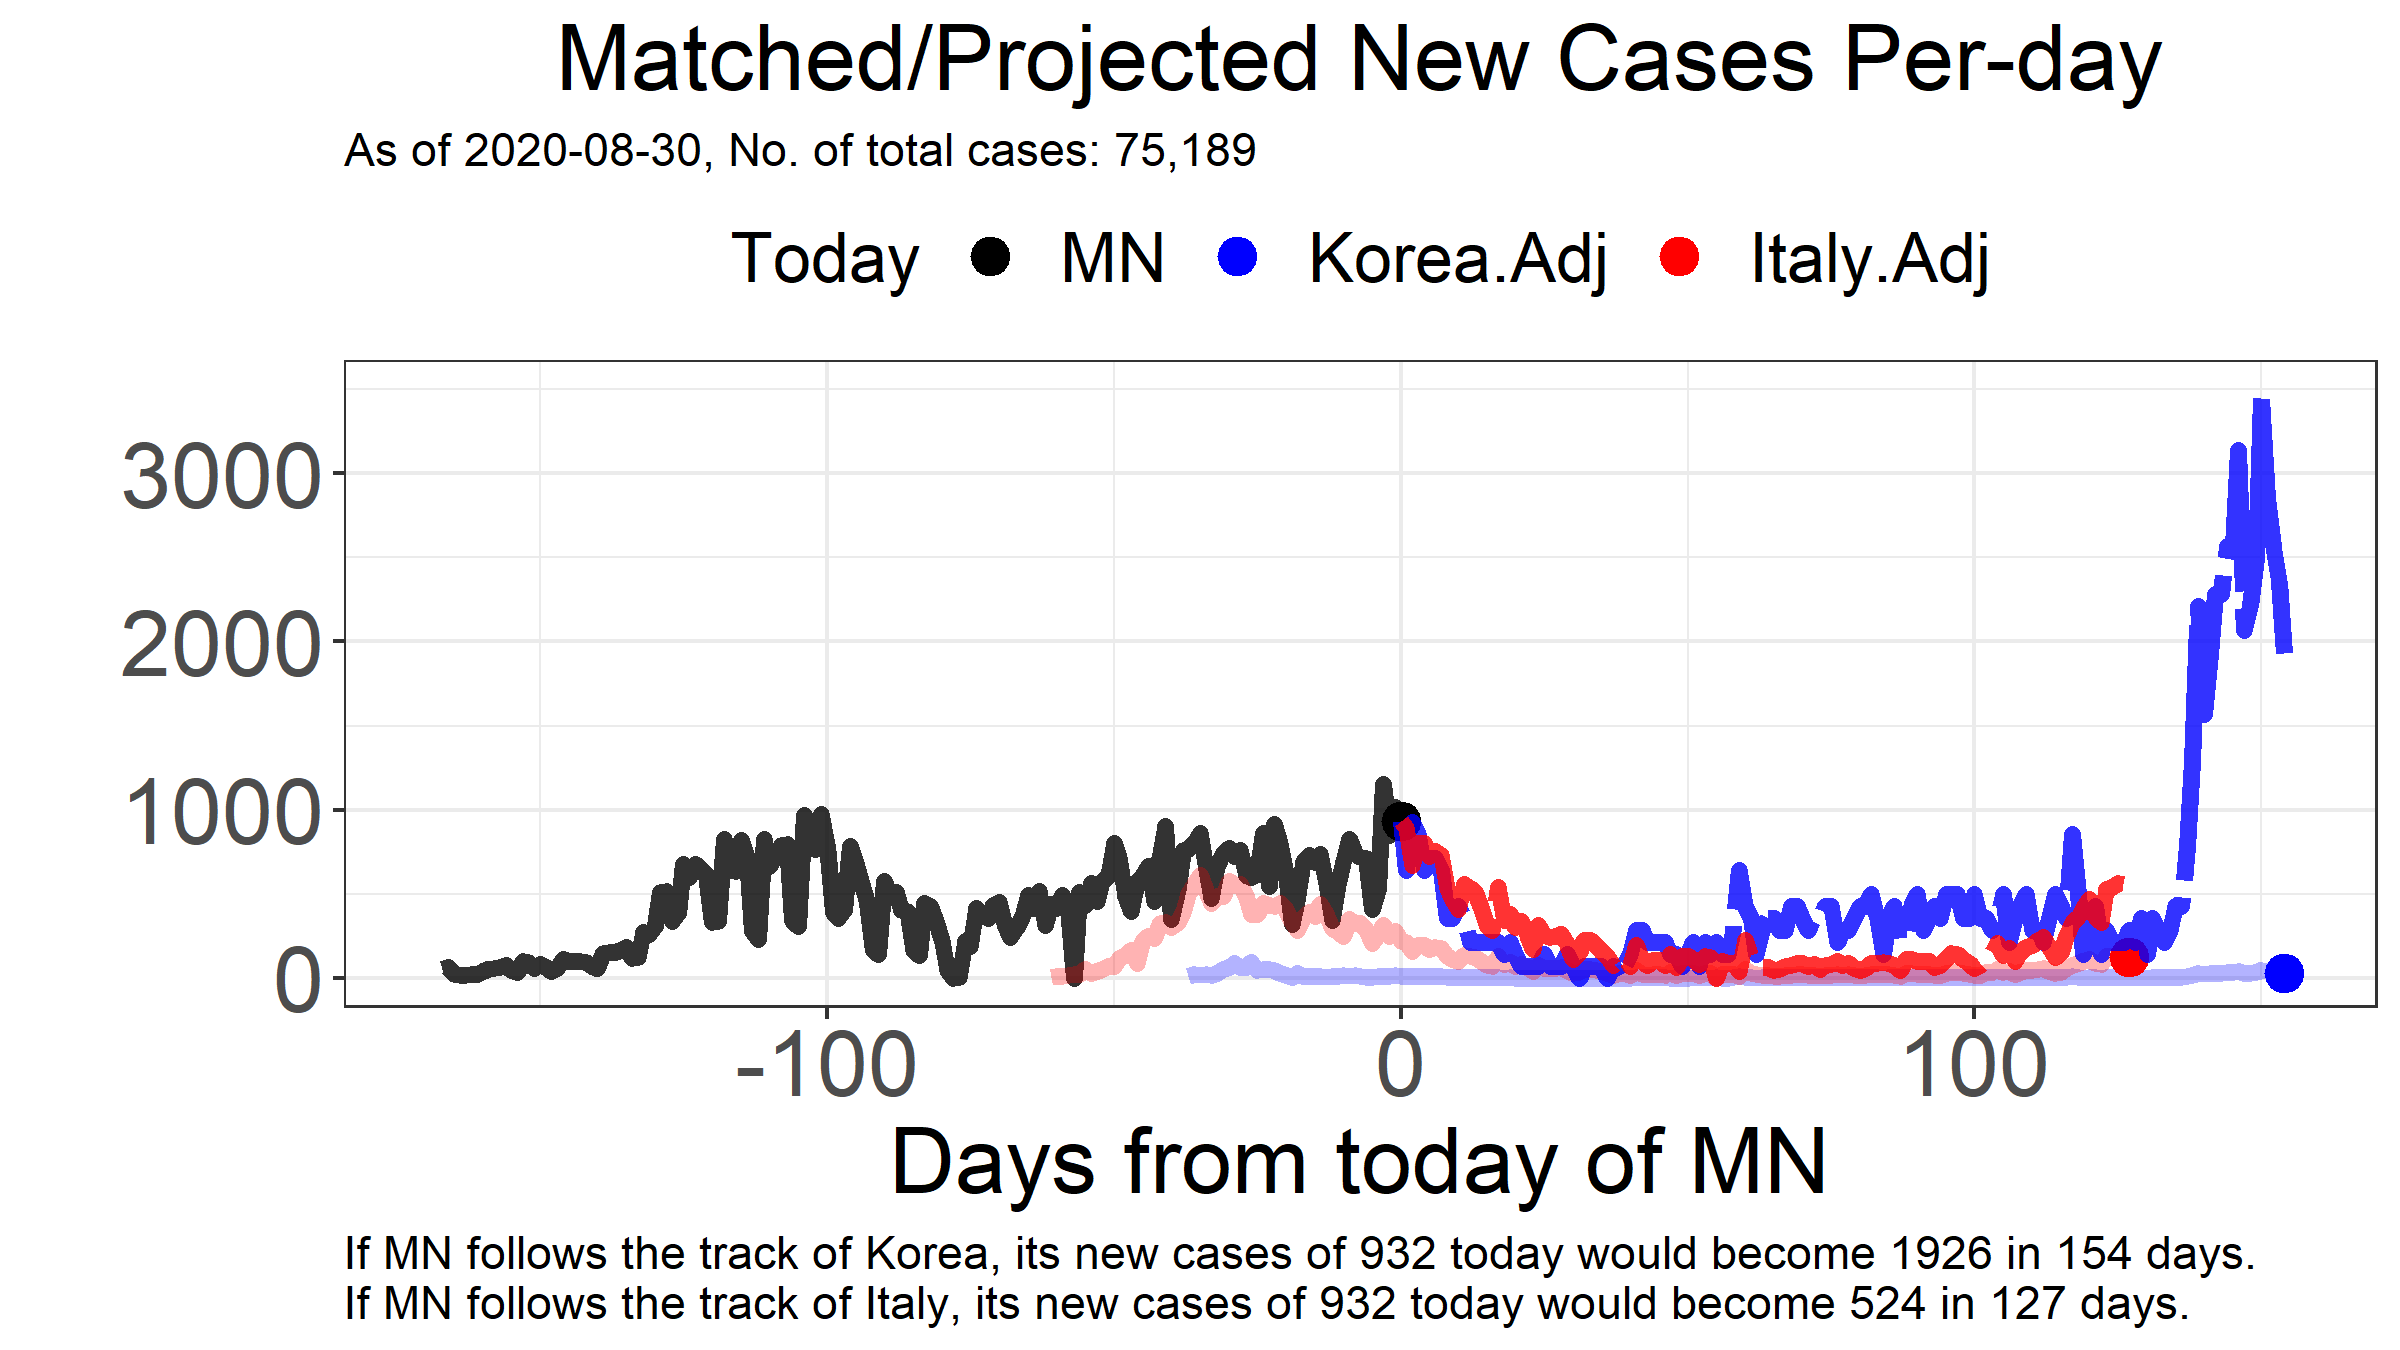 Matched/Projected New Cases Per-day
As of 2020-08-30, No. of total cases: 75,189
Today MN Korea.Adj Italy.Adj
3000
2000
1000
0
-100 0 100
Days from today of MN
If MN follows the track of Korea, its new cases of 932 today would become 1926 in 154 days.
If MN follows the track of Italy, its new cases of 932 today would become 524 in 127 days.